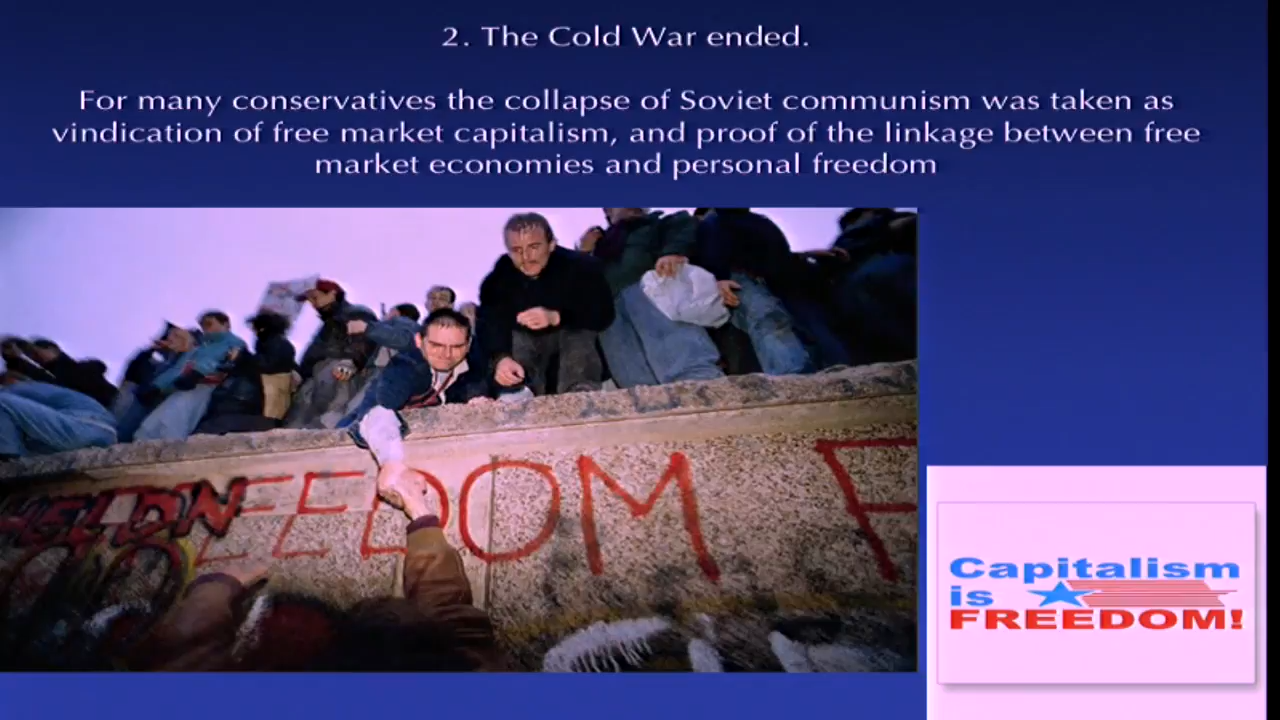 2. The Cold War ended.
For many conservatives the collapse of Soviet communism was taken as
vindication of free market capitalism, and proof of the linkage between free
market economies and personal freedom
EEDOM F
Capitalism
is
FREEDOM!